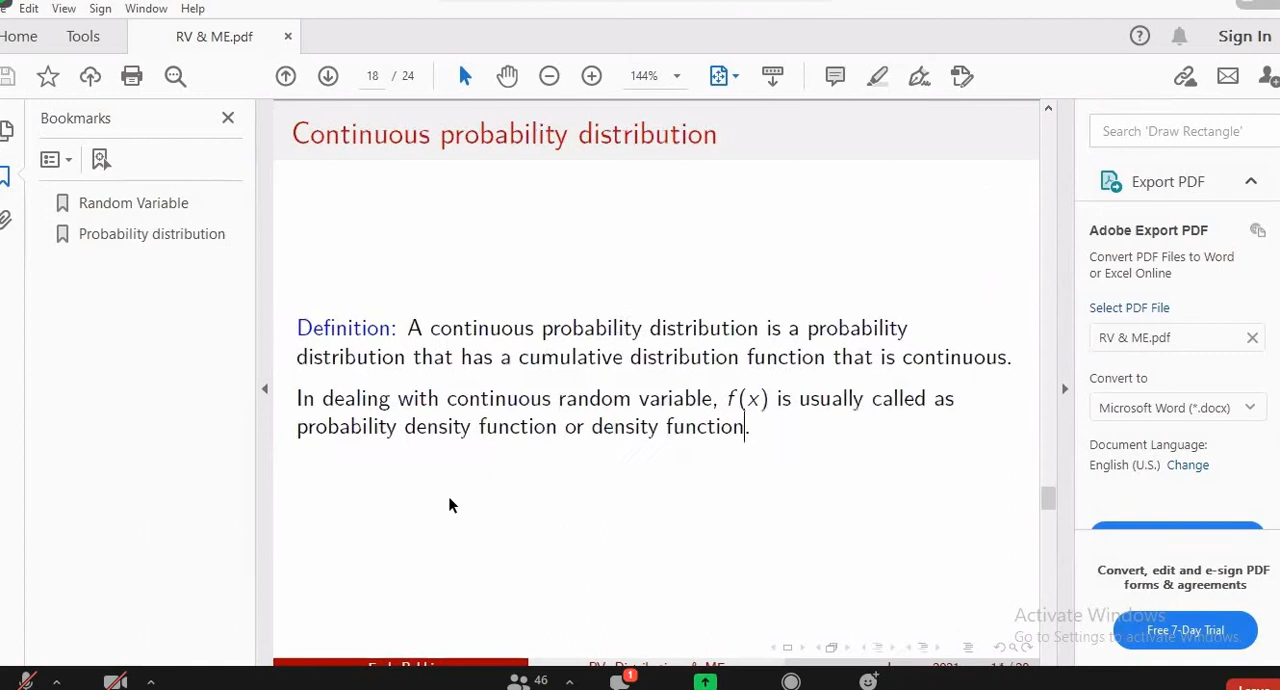 Edit View Sign Window Help
Home Tools RV & ME.pdf ×
Sign In
18 / 24 144%
Bookmarks
Random Variable
Probability distribution
Continuous probability distribution
Definition: A continuous probability distribution is a probability
distribution that has a cumulative distribution function that is continuous.
In dealing with continuous random variable, f(x) is usually called as
probability density function or density function.
Search 'Draw Rectangle'
Export PDF
Adobe Export PDF
Convert PDF Files to Word
or Excel Online
Select PDF File
RV & ME.pdf
Convert to
Microsoft Word (*.docx)
Document Language:
English (U.S.) Change
Convert, edit and e-sign PDF
forms & agreements
Free 7-Day Trial
Activate Windows
Go to Settings to activate Windows.
46 1